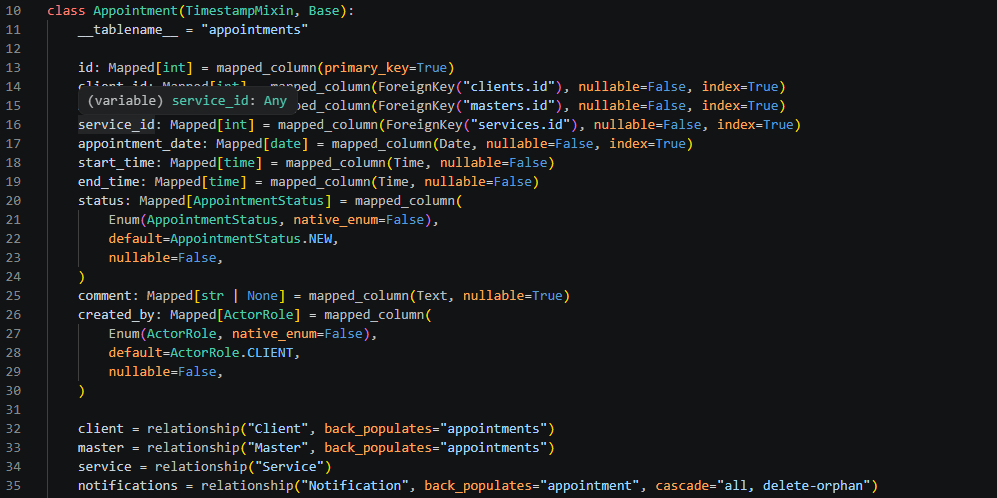 10 class Appointment(TimestampMixin, Base):
11     __tablename__ = "appointments"
12
13     id: Mapped[int] = mapped_column(primary_key=True)
14     client_id: Mapped[int] = mapped_column(ForeignKey("clients.id"), nullable=False, index=True)
(variable) service_id: Any
15     ped_column(ForeignKey("masters.id"), nullable=False, index=True)
16     service_id: Mapped[int] = mapped_column(ForeignKey("services.id"), nullable=False, index=True)
17     appointment_date: Mapped[date] = mapped_column(Date, nullable=False, index=True)
18     start_time: Mapped[time] = mapped_column(Time, nullable=False)
19     end_time: Mapped[time] = mapped_column(Time, nullable=False)
20     status: Mapped[AppointmentStatus] = mapped_column(
21         Enum(AppointmentStatus, native_enum=False),
22         default=AppointmentStatus.NEW,
23         nullable=False,
24     )
25     comment: Mapped[str | None] = mapped_column(Text, nullable=True)
26     created_by: Mapped[ActorRole] = mapped_column(
27         Enum(ActorRole, native_enum=False),
28         default=ActorRole.CLIENT,
29         nullable=False,
30     )
31
32     client = relationship("Client", back_populates="appointments")
33     master = relationship("Master", back_populates="appointments")
34     service = relationship("Service")
35     notifications = relationship("Notification", back_populates="appointment", cascade="all, delete-orphan")